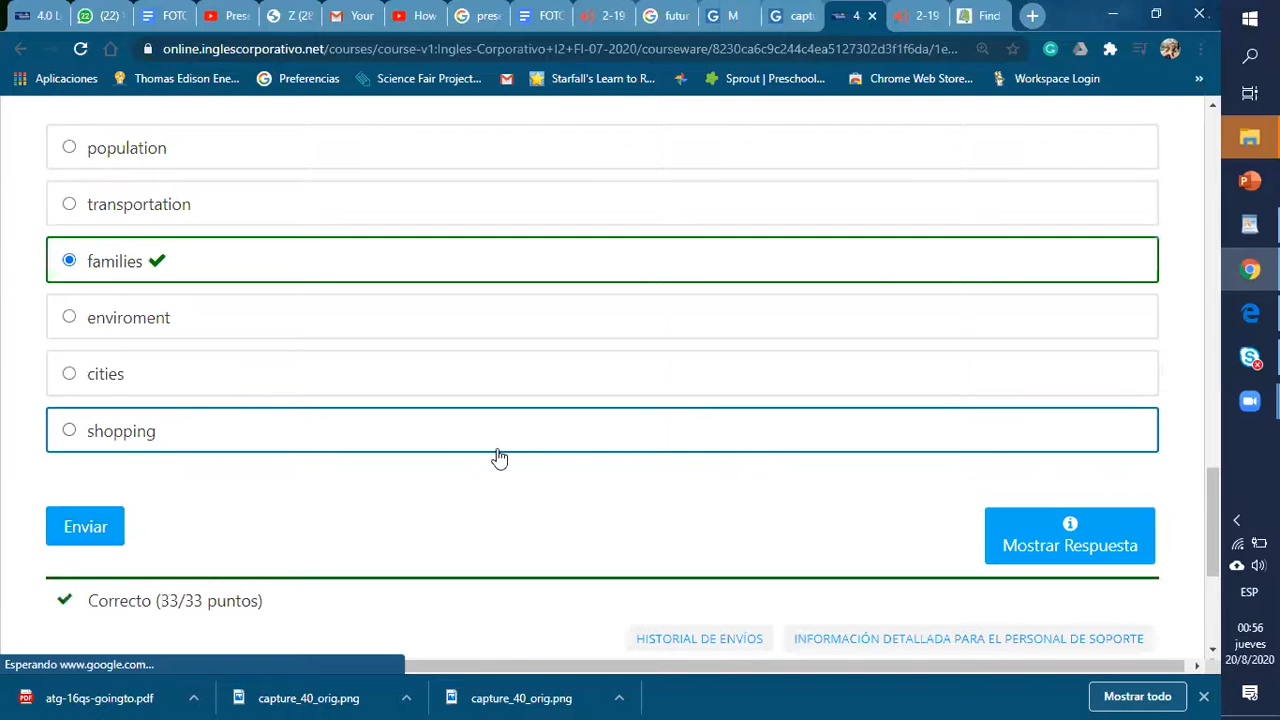 4.0 L
(22)
FOTO
Prese
Z (28
Your
How
prese
FOTO
2-19
futur
M
captu
4
2-19
Find
online.inglescorporativo.net/courses/course-v1:Ingles-Corporativo+I2+FI-07-2020/courseware/8230ca6c9c244c4ea5127302d3f1f6da/1e...
Aplicaciones
Thomas Edison Ene...
Preferencias
Science Fair Project...
Starfall's Learn to R...
Sprout | Preschool...
Chrome Web Store...
Workspace Login
»
population
transportation
families
enviroment
cities
shopping
Enviar
Mostrar Respuesta
Correcto (33/33 puntos)
HISTORIAL DE ENVÍOS
INFORMACIÓN DETALLADA PARA EL PERSONAL DE SOPORTE
Esperando www.google.com...
atg-16qs-goingto.pdf
capture_40_orig.png
capture_40_orig.png
Mostrar todo
ESP
00:56
jueves
20/8/2020